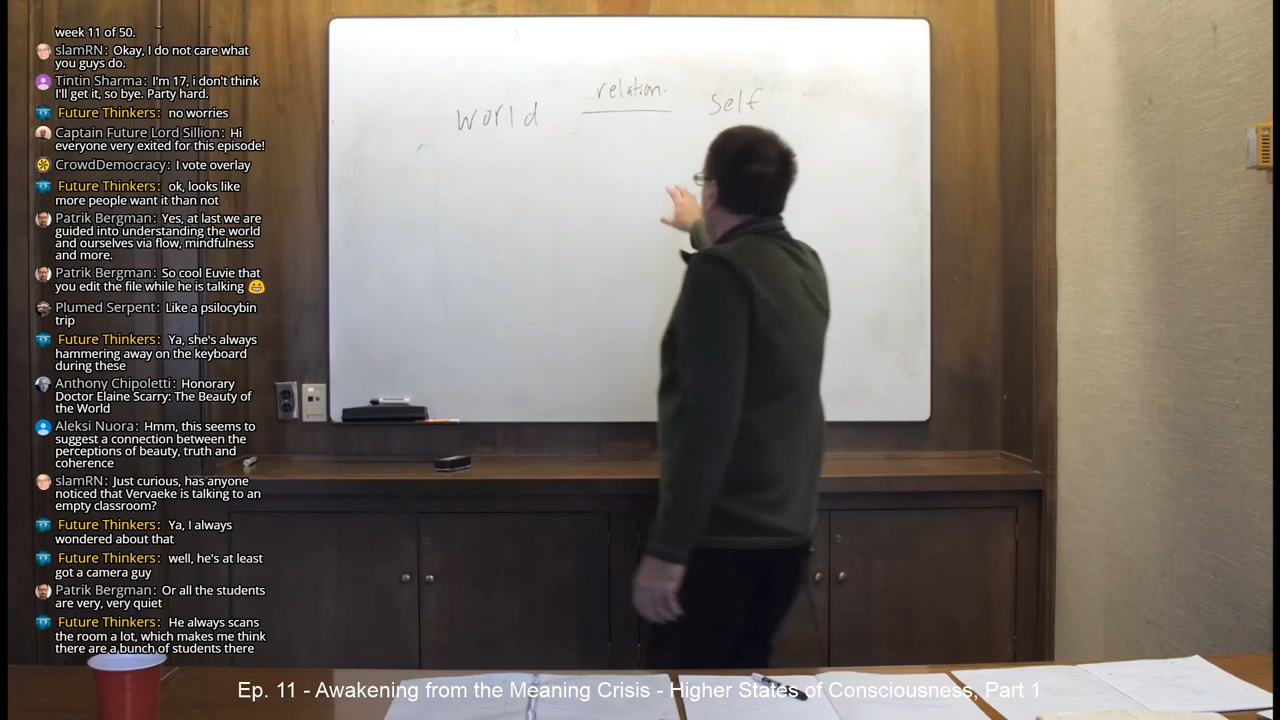 week 11 of 50.
slamRN: Okay, I do not care what
you guys do.
Tintin Sharma: I'm 17, i don't think
I'll get it, so bye. Party hard.
Future Thinkers: no worries
Captain Future Lord Sillion: Hi
everyone very exited for this episode!
CrowdDemocracy: I vote overlay
Future Thinkers: ok, looks like
more people want it than not
Patrik Bergman: Yes, at last we are
guided into understanding the world
and ourselves via flow, mindfulness
and more.
Patrik Bergman: So cool Euvie that
you edit the file while he is talking 😀
Plumed Serpent: Like a psilocybin
trip
Future Thinkers: Ya, she's always
hammering away on the keyboard
during these
Anthony Chipoletti: Honorary
Doctor Elaine Scarry: The Beauty of
the World
Aleksi Nuora: Hmm, this seems to
suggest a connection between the
perceptions of beauty, truth and
coherence
slamRN: Just curious, has anyone
noticed that Vervaeke is talking to an
empty classroom?
Future Thinkers: Ya, I always
wondered about that
Future Thinkers: well, he's at least
got a camera guy
Patrik Bergman: Or all the students
are very, very quiet
Future Thinkers: He always scans
the room a lot, which makes me think
there are a bunch of students there
world relation. self
Ep. 11 - Awakening from the Meaning Crisis - Higher States of Consciousness, Part 1